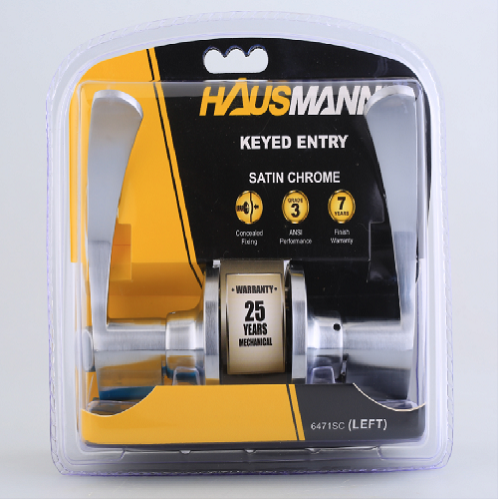 HAUSMANN
KEYED ENTRY
SATIN CHROME
GRADE
3
7
YEARS
Concealed
Fixing
ANSI
Performance
Finish
Warranty
• WARRANTY •
25
YEARS
MECHANICAL
6471SC (LEFT)